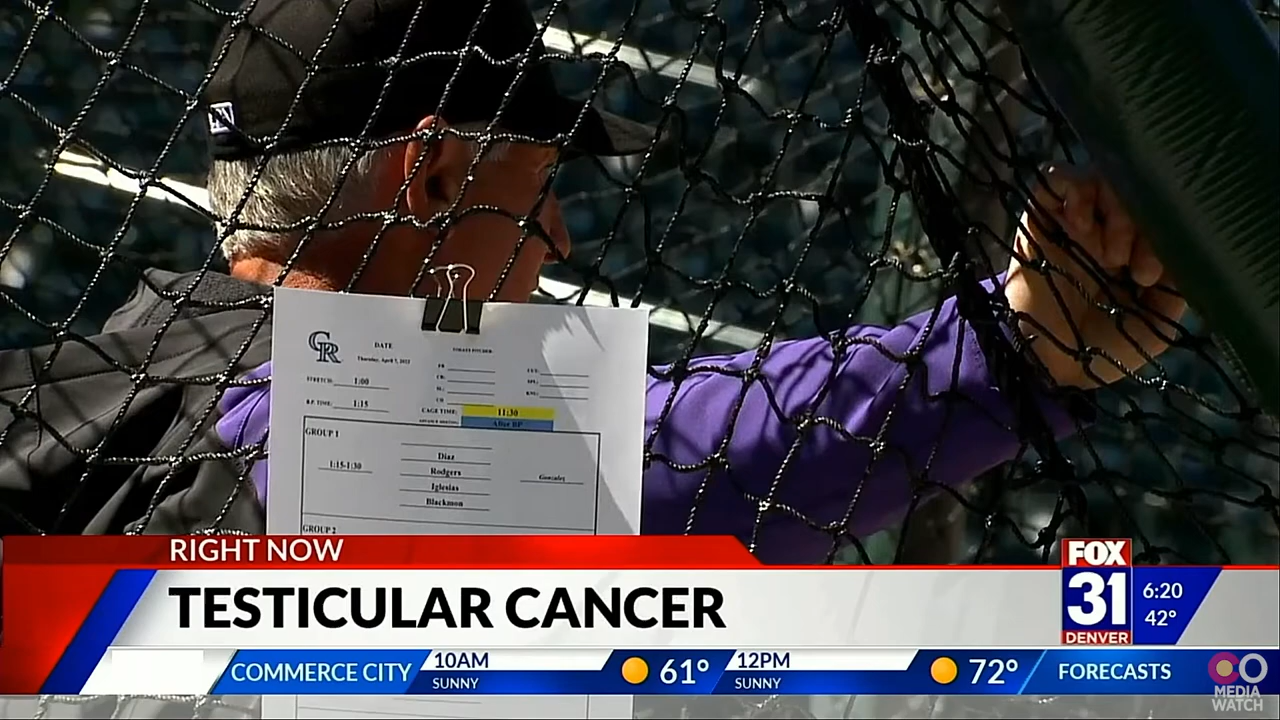 CR
DATE
Thursday, April 7, 2022
STRETCH: 1:00
B.P. TIME: 1:15
CAGE TIME: 11:30
After BP
GROUP 1
Diaz
1:15-1:30
Rodgers
Gonzalez
Iglesias
Blackmon
GROUP 2
RIGHT NOW
TESTICULAR CANCER
FOX
31
DENVER
6:20
42°
COMMERCE CITY
10AM
SUNNY
61°
12PM
SUNNY
72°
FORECASTS
CO
MEDIA
WATCH